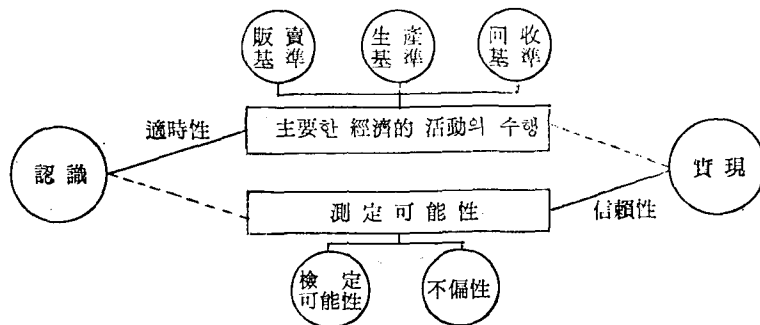 販賣 生產 回收
基準 基準 基準
適時性
主要한 經濟的 活動의 수행
認識
實現
測定可能性
信賴性
檢定 不偏性
可能性